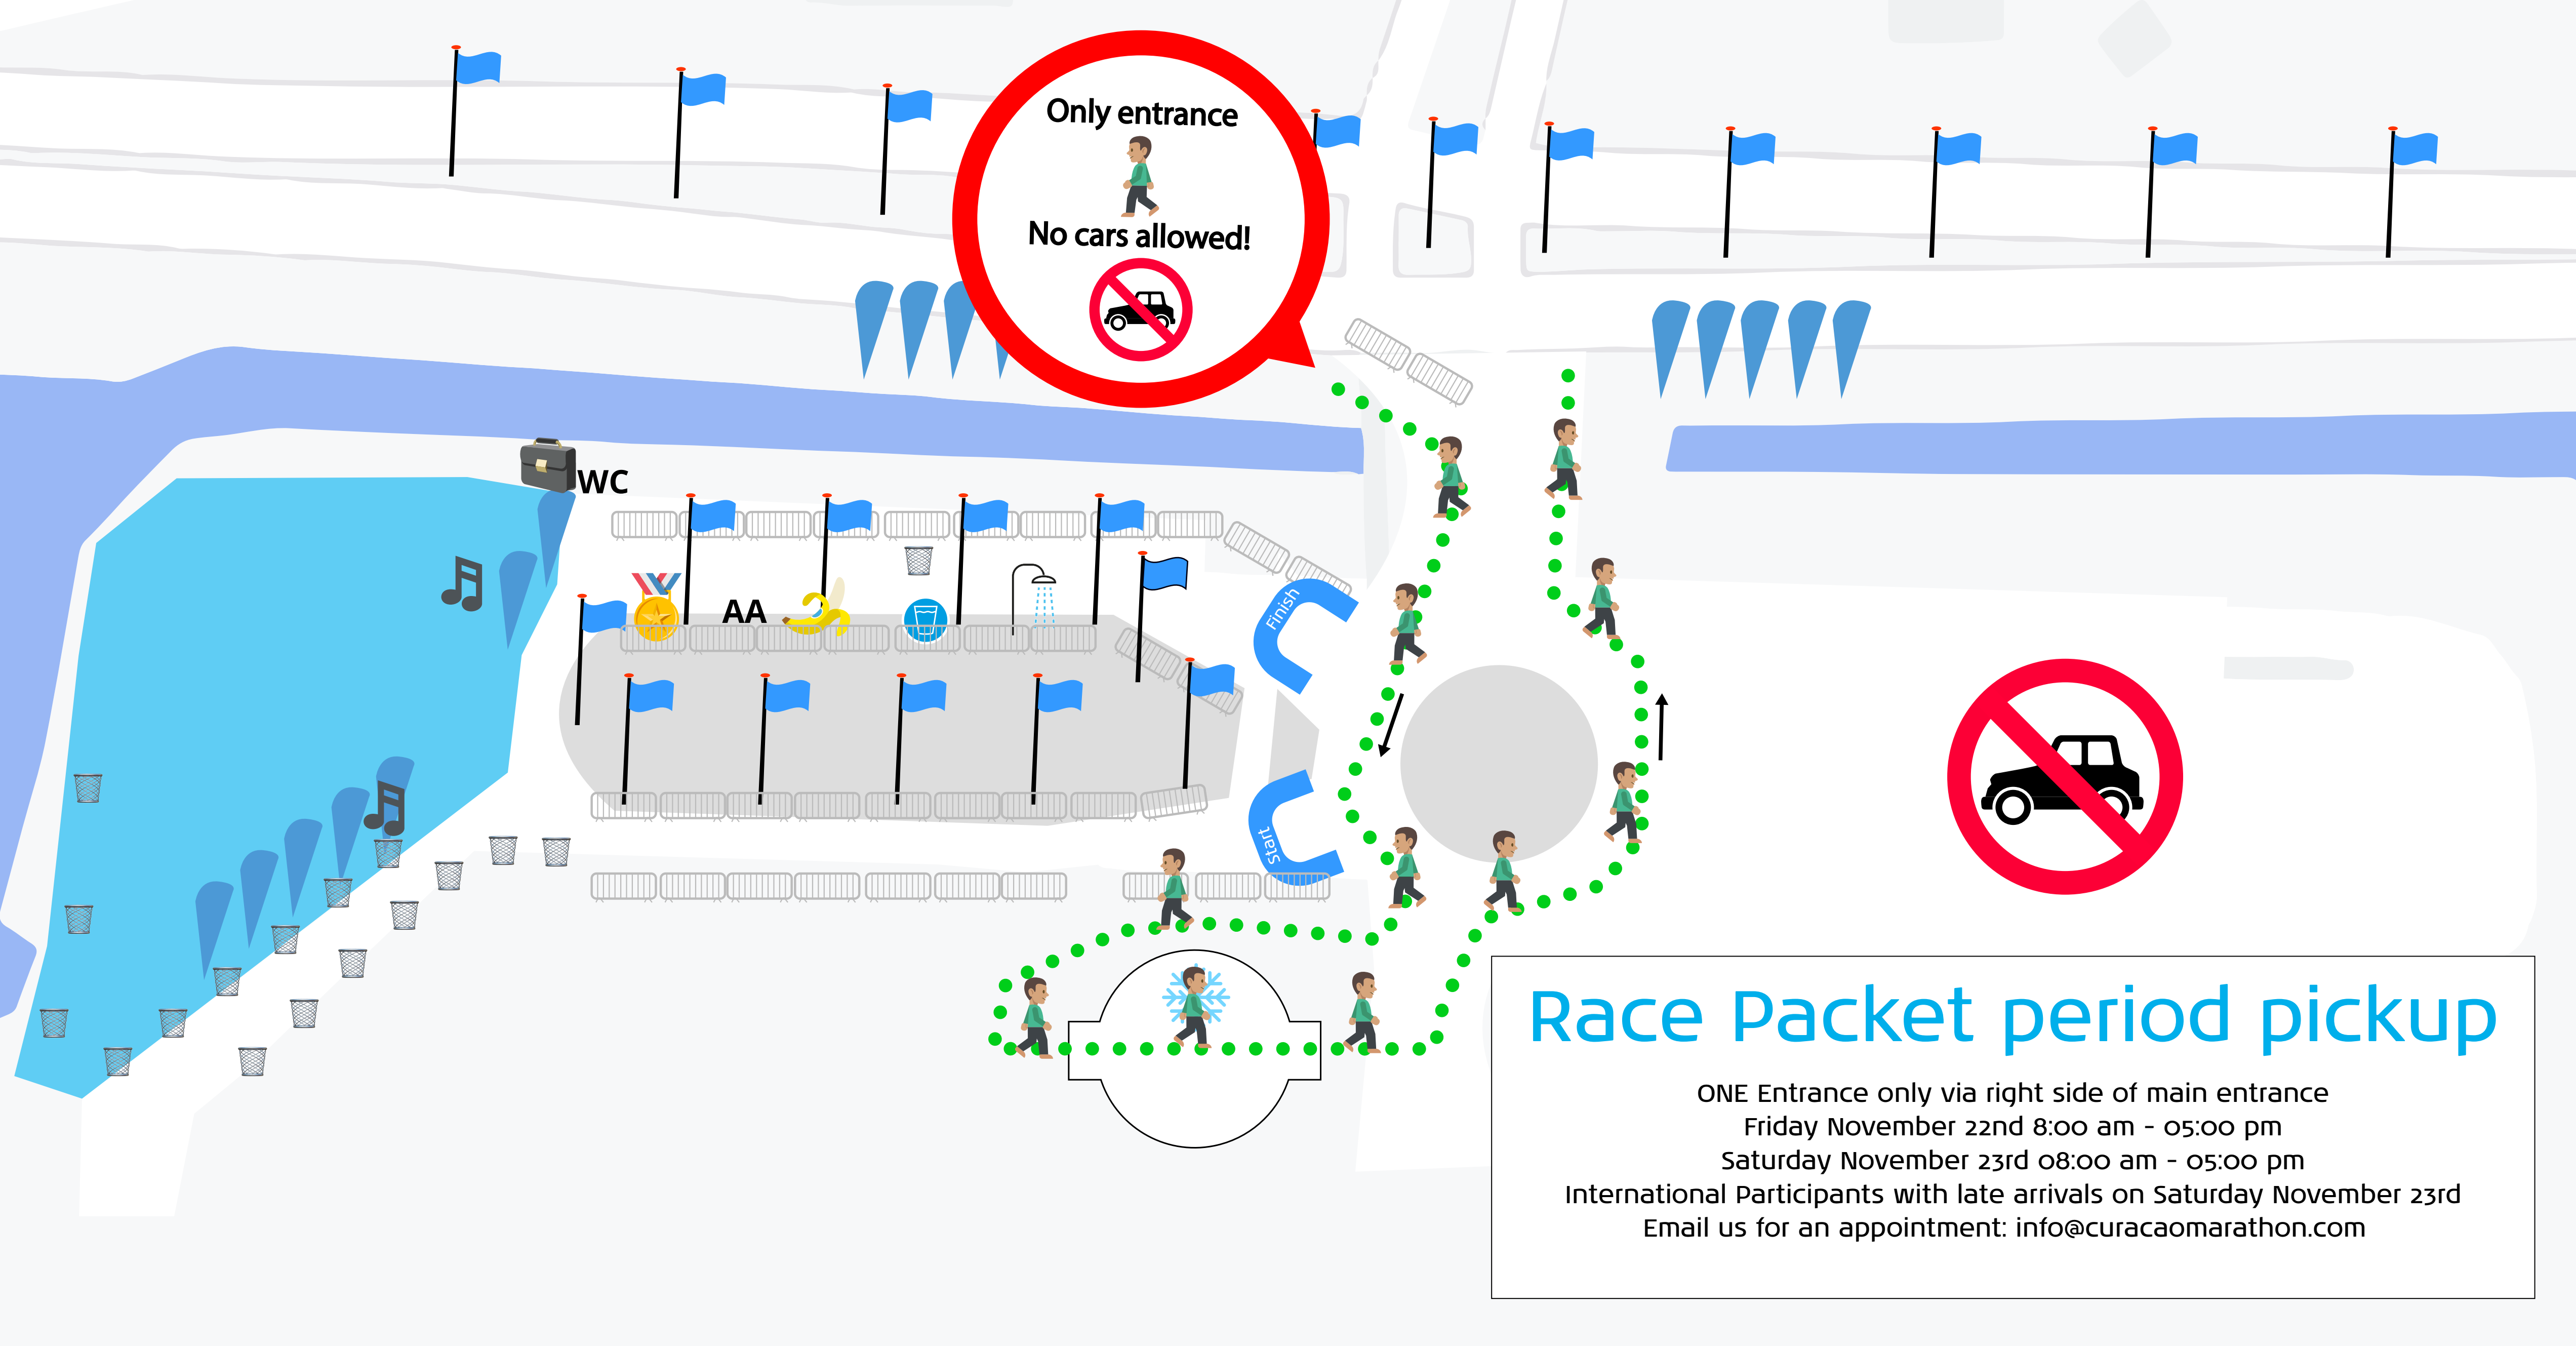 Only entrance
No cars allowed!
WC
AA
Finish
Start
Race Packet period pickup
ONE Entrance only via right side of main entrance
Friday November 22nd 8:00 am - 05:00 pm
Saturday November 23rd 08:00 am - 05:00 pm
International Participants with late arrivals on Saturday November 23rd
Email us for an appointment: info@curacaomarathon.com